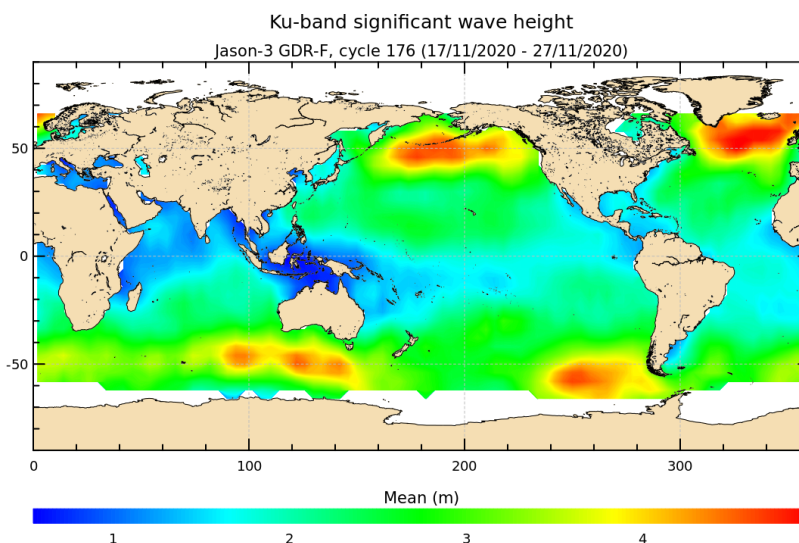 Ku-band significant wave height
Jason-3 GDR-F, cycle 176 (17/11/2020 - 27/11/2020)
50
0
-50
0 100 200 300
Mean (m)
1 2 3 4